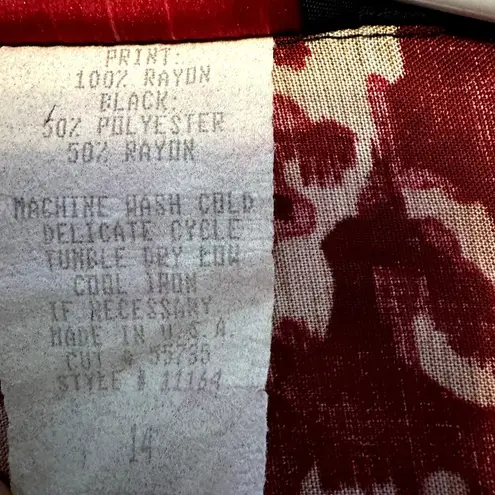 PRINT:
100% RAYON
BLACK:
50% POLYESTER
50% RAYON
MACHINE WASH COLD
DELICATE CYCLE
TUMBLE DRY LOW
COOL IRON
IF NECESSARY
MADE IN U.S.A.
CUT #
STYLE # 11164
14